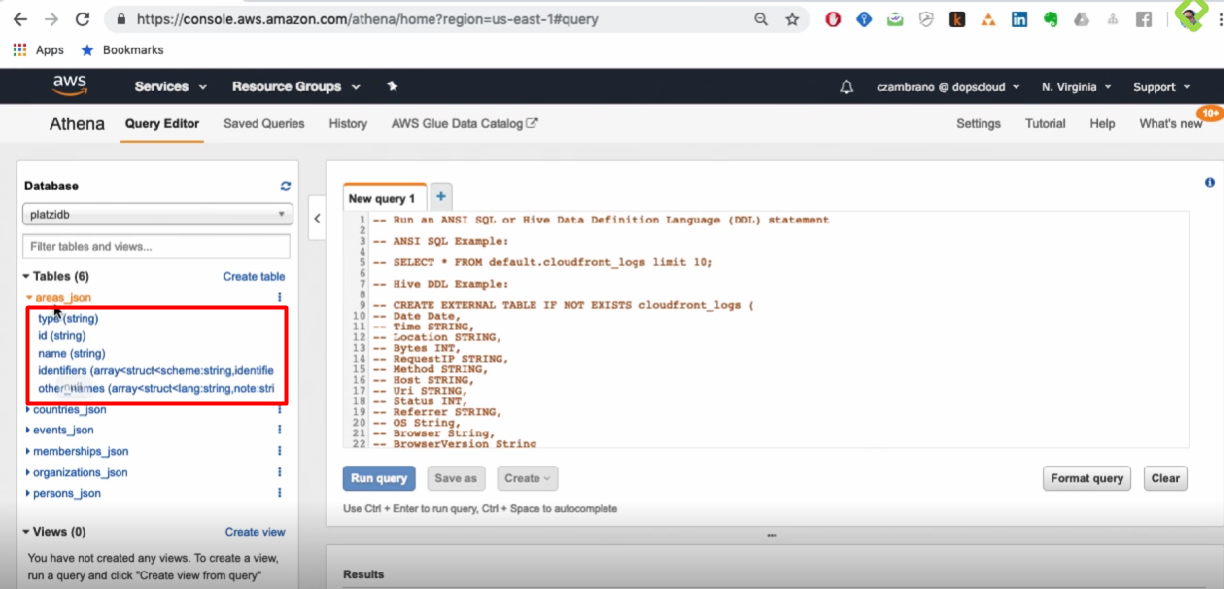 https://console.aws.amazon.com/athena/home?region=us-east-1#query
Apps Bookmarks
aws Services Resource Groups czambrano @ dopscloud N. Virginia Support
Athena Query Editor Saved Queries History AWS Glue Data Catalog Settings Tutorial Help What's new 10+
Database
platzidb
Filter tables and views...
Tables (6) Create table
areas_json
type (string)
id (string)
name (string)
identifiers (array<struct<scheme:string,identifie
other_names (array<struct<lang:string,note:stri
countries_json
events_json
memberships_json
organizations_json
persons_json
Views (0) Create view
You have not created any views. To create a view,
run a query and click "Create view from query"
New query 1
1 -- Run an ANSI SQL or Hive Data Definition Language (DDL) statement
2
3 -- ANSI SQL Example:
4
5 -- SELECT * FROM default.cloudfront_logs limit 10;
6
7 -- Hive DDL Example:
8
9 -- CREATE EXTERNAL TABLE IF NOT EXISTS cloudfront_logs (
10 -- Date Date,
11 -- Time STRING,
12 -- Location STRING,
13 -- Bytes INT,
14 -- RequestIP STRING,
15 -- Method STRING,
16 -- Host STRING,
17 -- Uri STRING,
18 -- Status INT,
19 -- Referrer STRING,
20 -- OS String,
21 -- Browser String,
22 -- BrowserVersion String
Run query Save as Create Format query Clear
Use Ctrl + Enter to run query, Ctrl + Space to autocomplete
Results